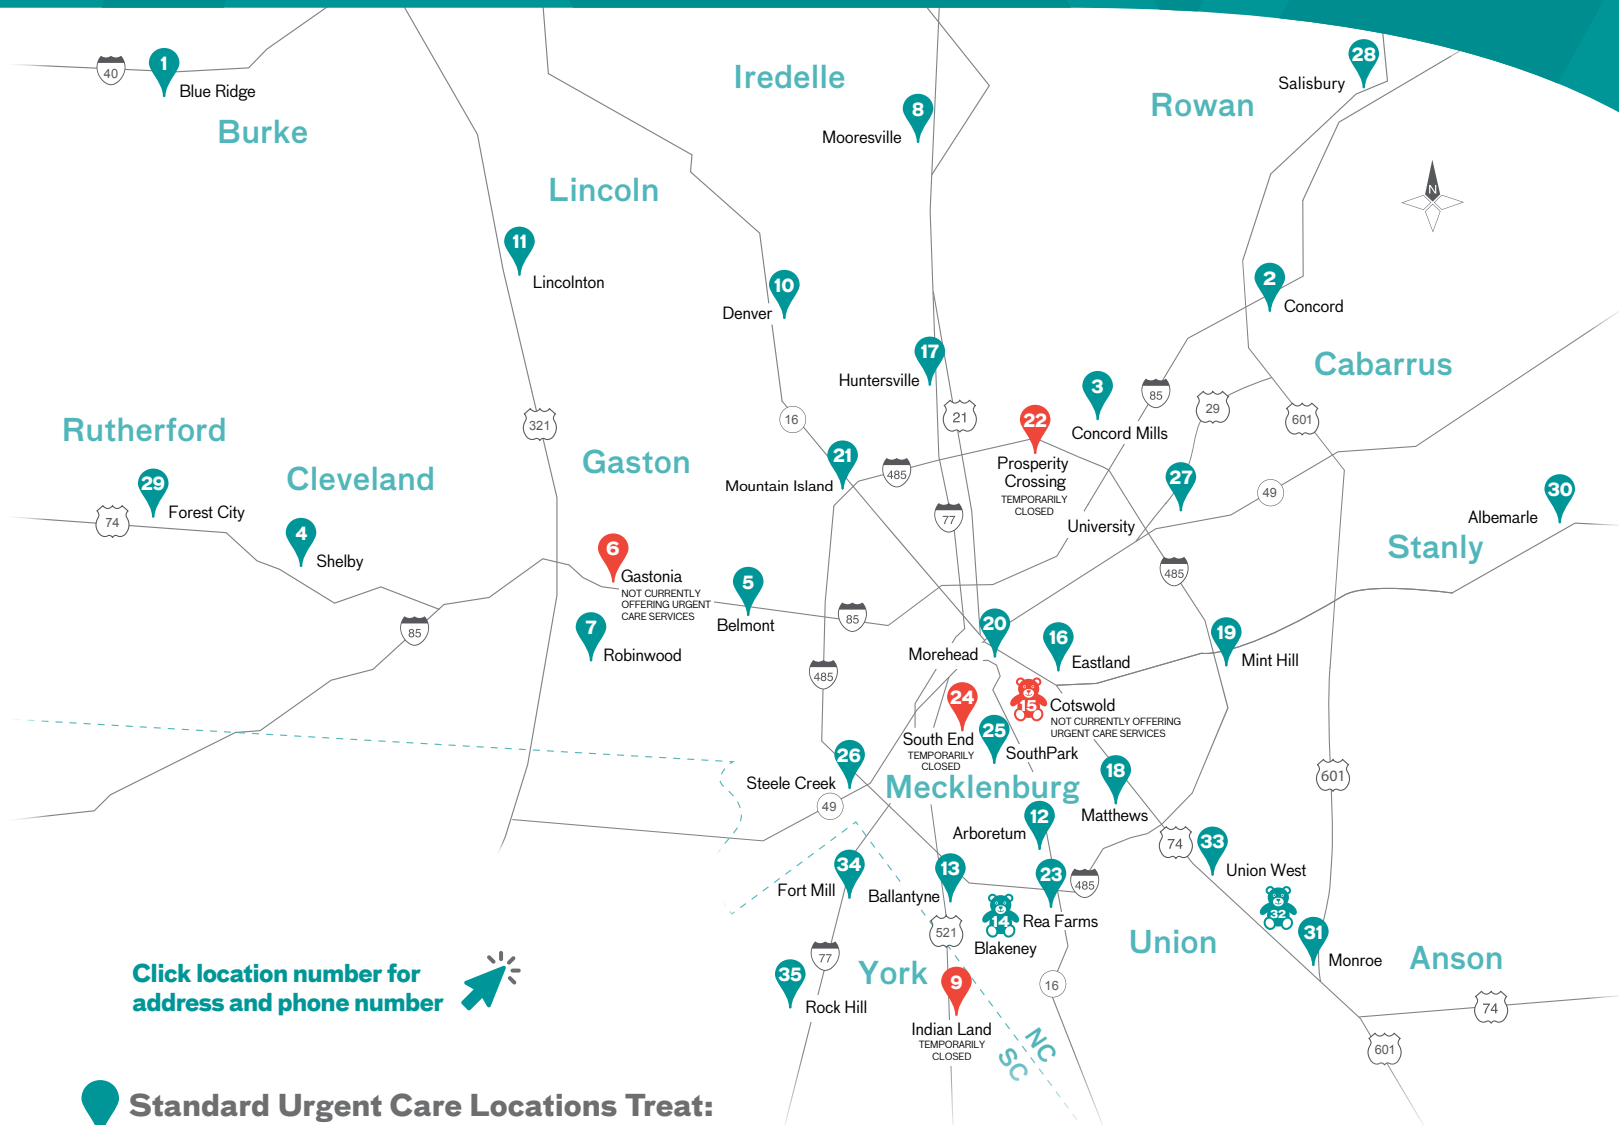 28
1
40
Blue Ridge
Iredelle
Salisbury
Rowan
Burke
8
Mooresville
N
Lincoln
11
Lincolnton
10
Denver
2
Concord
17
Huntersville
Cabarrus
3
Concord Mills
85
29
601
21
22
Prosperity
Crossing
TEMPORARILY
CLOSED
16
321
Rutherford
Gaston
Cleveland
21
Mountain Island
485
27
49
30
Albemarle
29
Forest City
74
4
Shelby
77
University
Stanly
6
Gastonia
NOT CURRENTLY
OFFERING URGENT
CARE SERVICES
5
Belmont
85
485
85
7
Robinwood
20
Morehead
16
Eastland
19
Mint Hill
485
24
South End
TEMPORARILY
CLOSED
15
Cotswold
NOT CURRENTLY OFFERING
URGENT CARE SERVICES
25
SouthPark
26
Steele Creek
49
Mecklenburg
18
Matthews
601
12
Arboretum
74
33
Union West
34
Fort Mill
13
Ballantyne
23
485
Rea Farms
14
Blakeney
32
31
Monroe
521
Union
Anson
77
York
Click location number for
address and phone number
35
Rock Hill
9
Indian Land
TEMPORARILY
CLOSED
16
74
NC
SC
601
Standard Urgent Care Locations Treat: